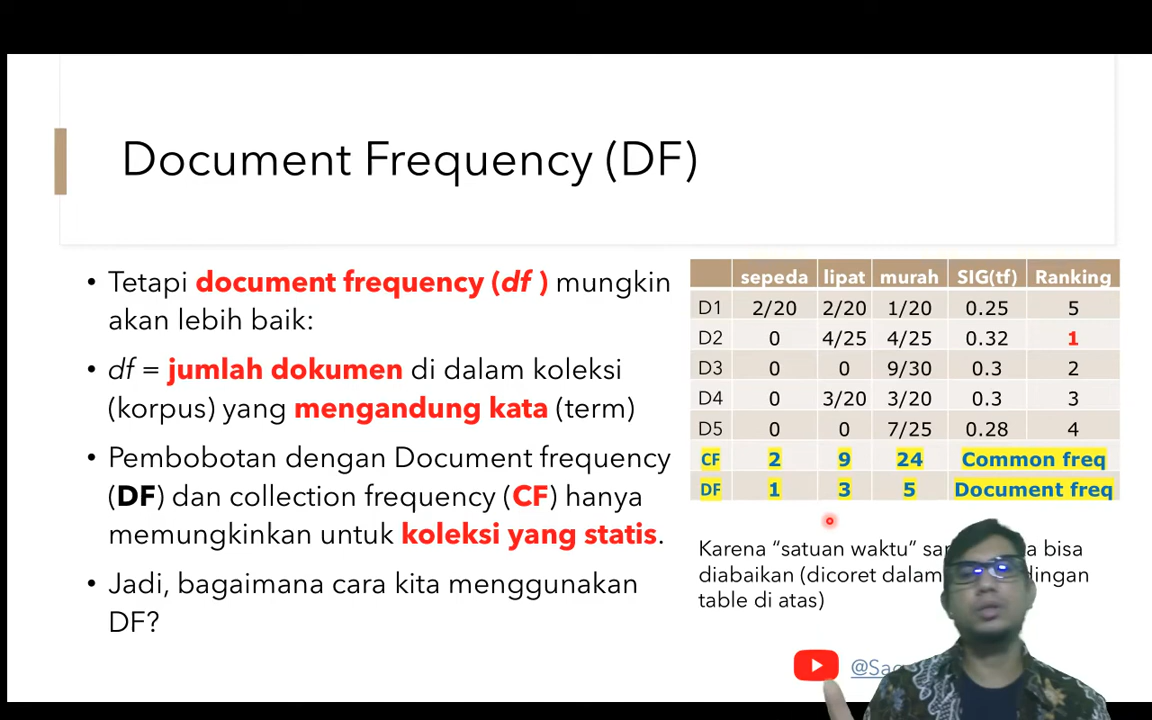 Document Frequency (DF)
• Tetapi document frequency (df ) mungkin
akan lebih baik:
• df = jumlah dokumen di dalam koleksi
(korpus) yang mengandung kata (term)
• Pembobotan dengan Document frequency
(DF) dan collection frequency (CF) hanya
memungkinkan untuk koleksi yang statis.
• Jadi, bagaimana cara kita menggunakan
DF?
sepeda lipat murah SIG(tf) Ranking
D1 2/20 2/20 1/20 0.25 5
D2 0 4/25 4/25 0.32 1
D3 0 0 9/30 0.3 2
D4 0 3/20 3/20 0.3 3
D5 0 0 7/25 0.28 4
CF 2 9 24 Common freq
DF 1 3 5 Document freq
Karena “satuan waktu” bisa
diabaikan (dicoret dalam
table di atas)